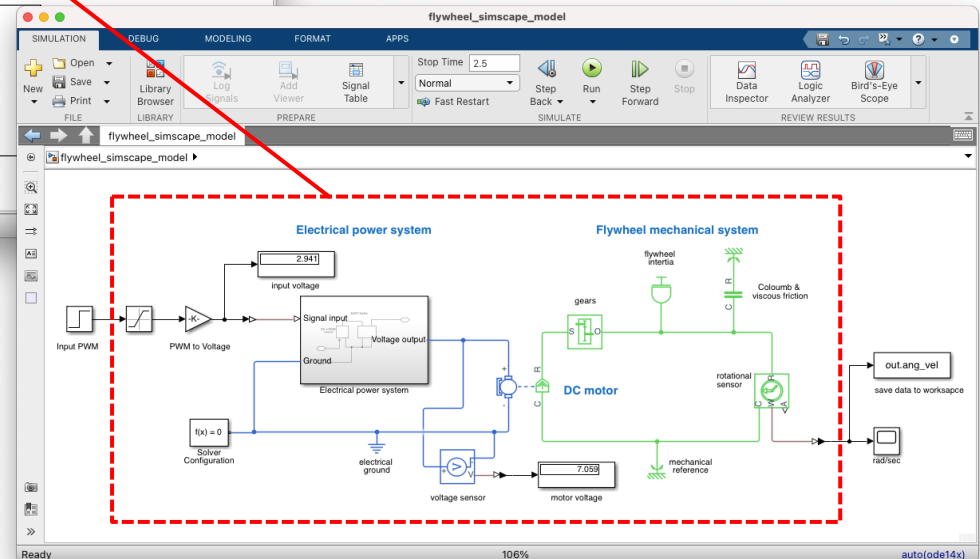 flywheel_simscape_model
SIMULATION DEBUG MODELING FORMAT APPS
New
Open
Save
Print
FILE
Library
Browser
LIBRARY
Log
Signals
Add
Viewer
Signal
Table
PREPARE
Stop Time 2.5
Normal
Fast Restart
Step
Back
Run
Step
Forward
Stop
SIMULATE
Data
Inspector
Logic
Analyzer
Bird's-Eye
Scope
REVIEW RESULTS
flywheel_simscape_model
flywheel_simscape_model
Electrical power system
Flywheel mechanical system
2.941
input voltage
flywheel
intertia
R
C
Coloumb &
viscous friction
gears
S O
Input PWM
-K-
PWM to Voltage
Signal input
Voltage output
Ground
Electrical power system
+
-
R
C
DC motor
rotational
sensor
R
C W A
out.ang_vel
save data to worksapce
f(x) = 0
Solver
Configuration
electrical
ground
+ V
voltage sensor
7.059
motor voltage
mechanical
reference
rad/sec
Ready 106% auto(ode14x)